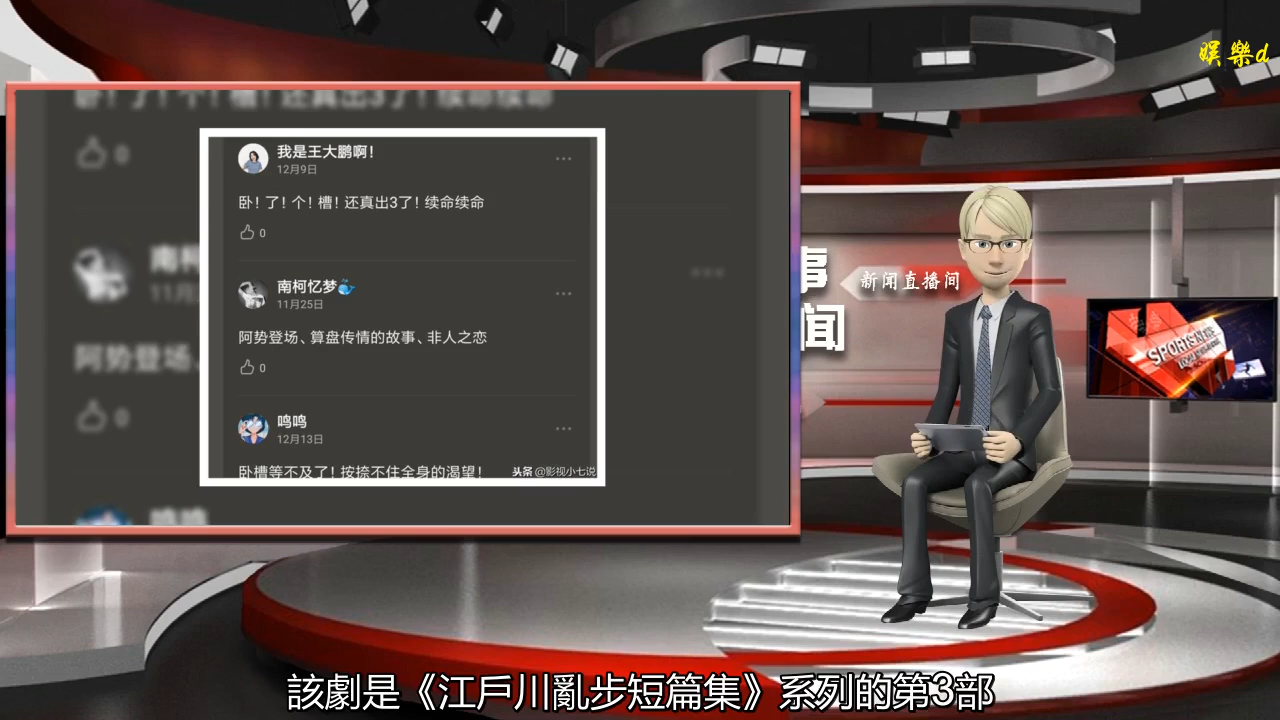 娱樂d
我是王大鹏啊！
12月9日
卧！了！个！槽！还真出3了！续命续命
0
南柯忆梦
11月25日
阿势登场、算盘传情的故事、非人之恋
0
鸣鸣
12月13日
卧槽等不及了！按捺不住全身的渴望！
头条 @影视小七说
事
闻
新闻直播间
SPORTS
該劇是《江戶川亂步短篇集》系列的第3部